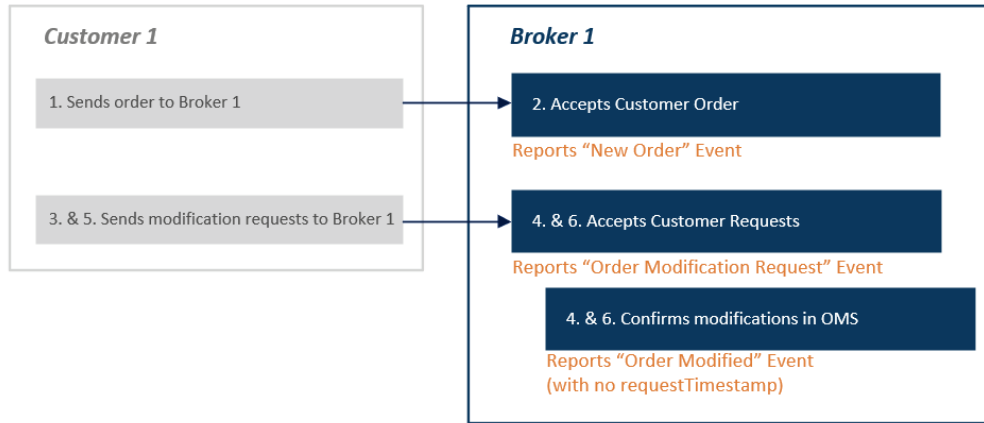 Customer 1
1. Sends order to Broker 1
3. & 5. Sends modification requests to Broker 1
Broker 1
2. Accepts Customer Order
Reports “New Order” Event
4. & 6. Accepts Customer Requests
Reports “Order Modification Request” Event
4. & 6. Confirms modifications in OMS
Reports “Order Modified” Event
(with no requestTimestamp)